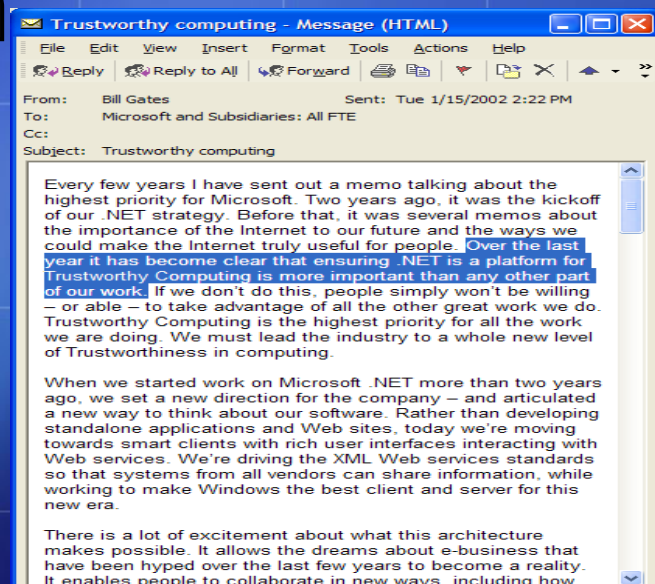 Trustworthy computing - Message (HTML)
File Edit View Insert Format Tools Actions Help
Reply Reply to All Forward
From: Bill Gates Sent: Tue 1/15/2002 2:22 PM
To: Microsoft and Subsidiaries: All FTE
Cc:
Subject: Trustworthy computing
Every few years I have sent out a memo talking about the
highest priority for Microsoft. Two years ago, it was the kickoff
of our .NET strategy. Before that, it was several memos about
the importance of the Internet to our future and the ways we
could make the Internet truly useful for people. Over the last
year it has become clear that ensuring .NET is a platform for
Trustworthy Computing is more important than any other part
of our work. If we don't do this, people simply won't be willing
– or able – to take advantage of all the other great work we do.
Trustworthy Computing is the highest priority for all the work
we are doing. We must lead the industry to a whole new level
of Trustworthiness in computing.
When we started work on Microsoft .NET more than two years
ago, we set a new direction for the company – and articulated
a new way to think about our software. Rather than developing
standalone applications and Web sites, today we're moving
towards smart clients with rich user interfaces interacting with
Web services. We're driving the XML Web services standards
so that systems from all vendors can share information, while
working to make Windows the best client and server for this
new era.
There is a lot of excitement about what this architecture
makes possible. It allows the dreams about e-business that
have been hyped over the last few years to become a reality.
It enables people to collaborate in new ways, including how